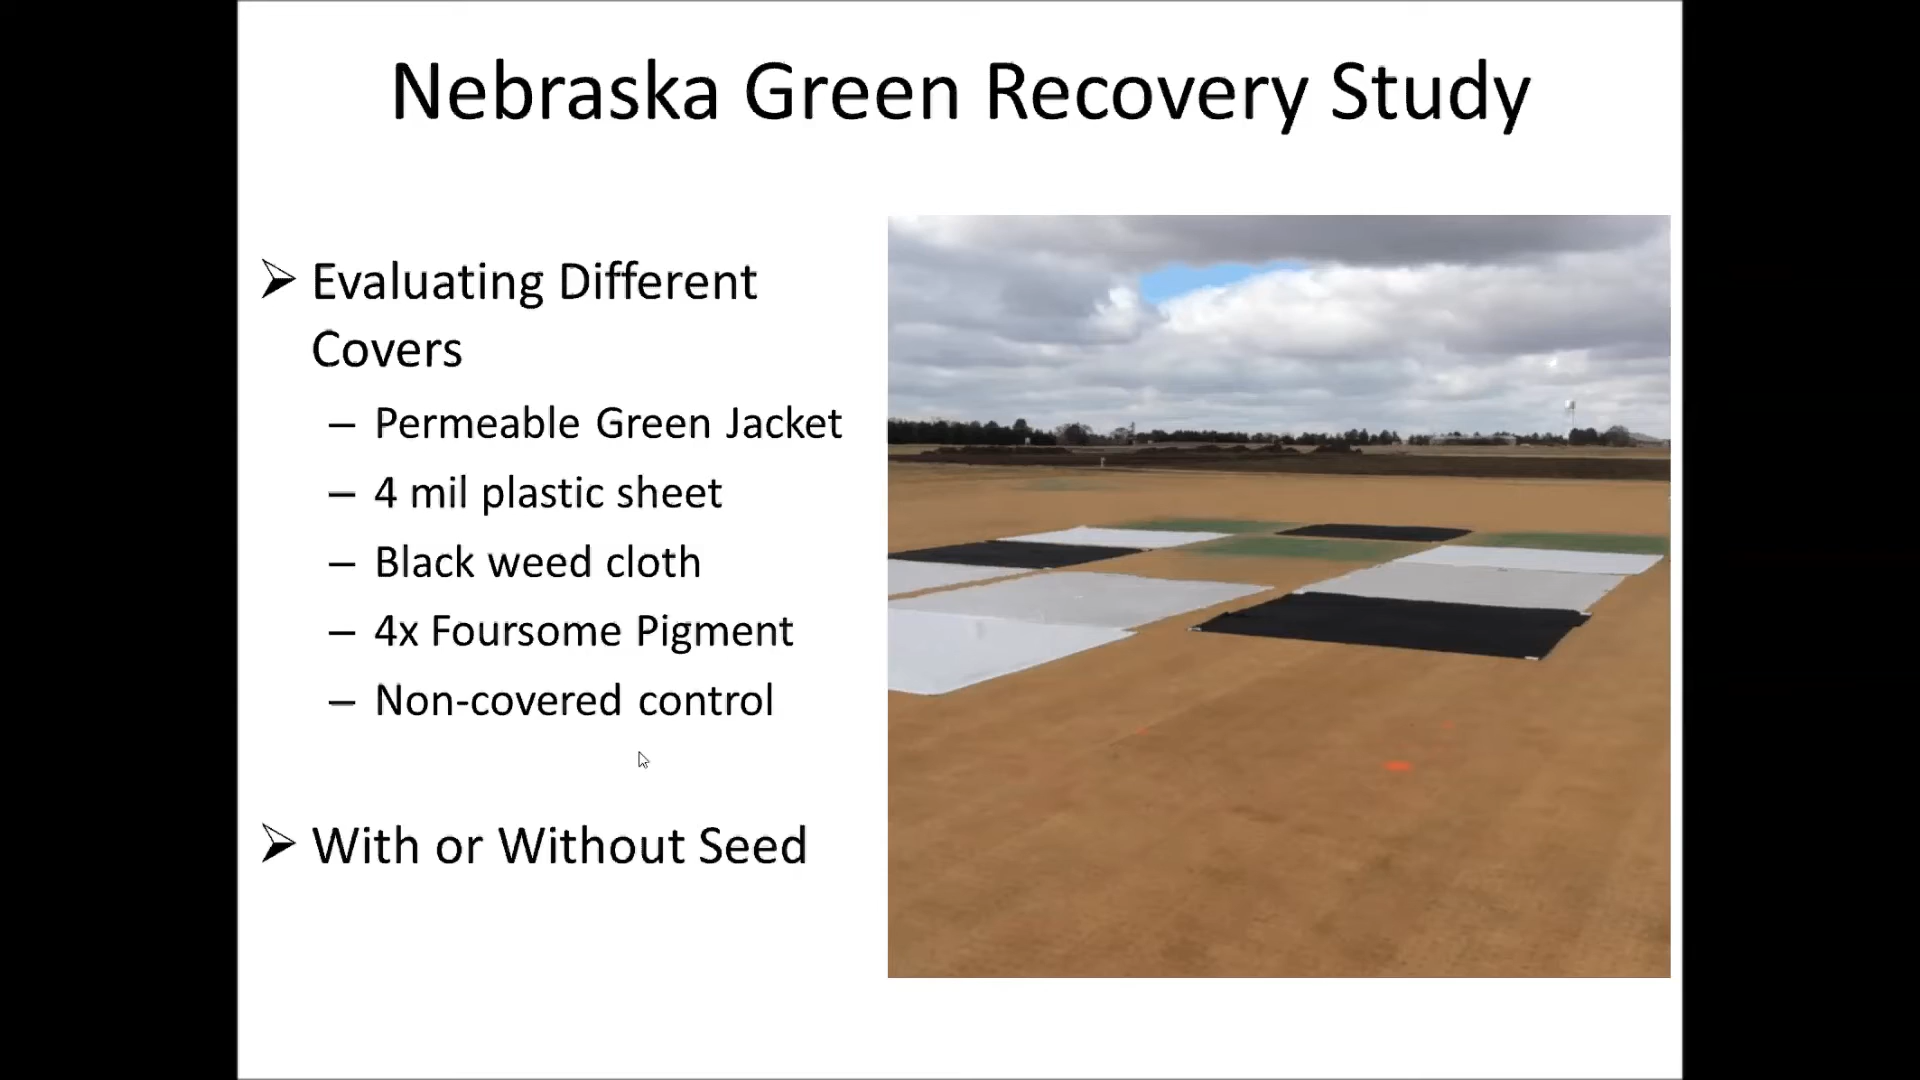 Nebraska Green Recovery Study
➢ Evaluating Different
Covers
– Permeable Green Jacket
– 4 mil plastic sheet
– Black weed cloth
– 4x Foursome Pigment
– Non-covered control
➢ With or Without Seed